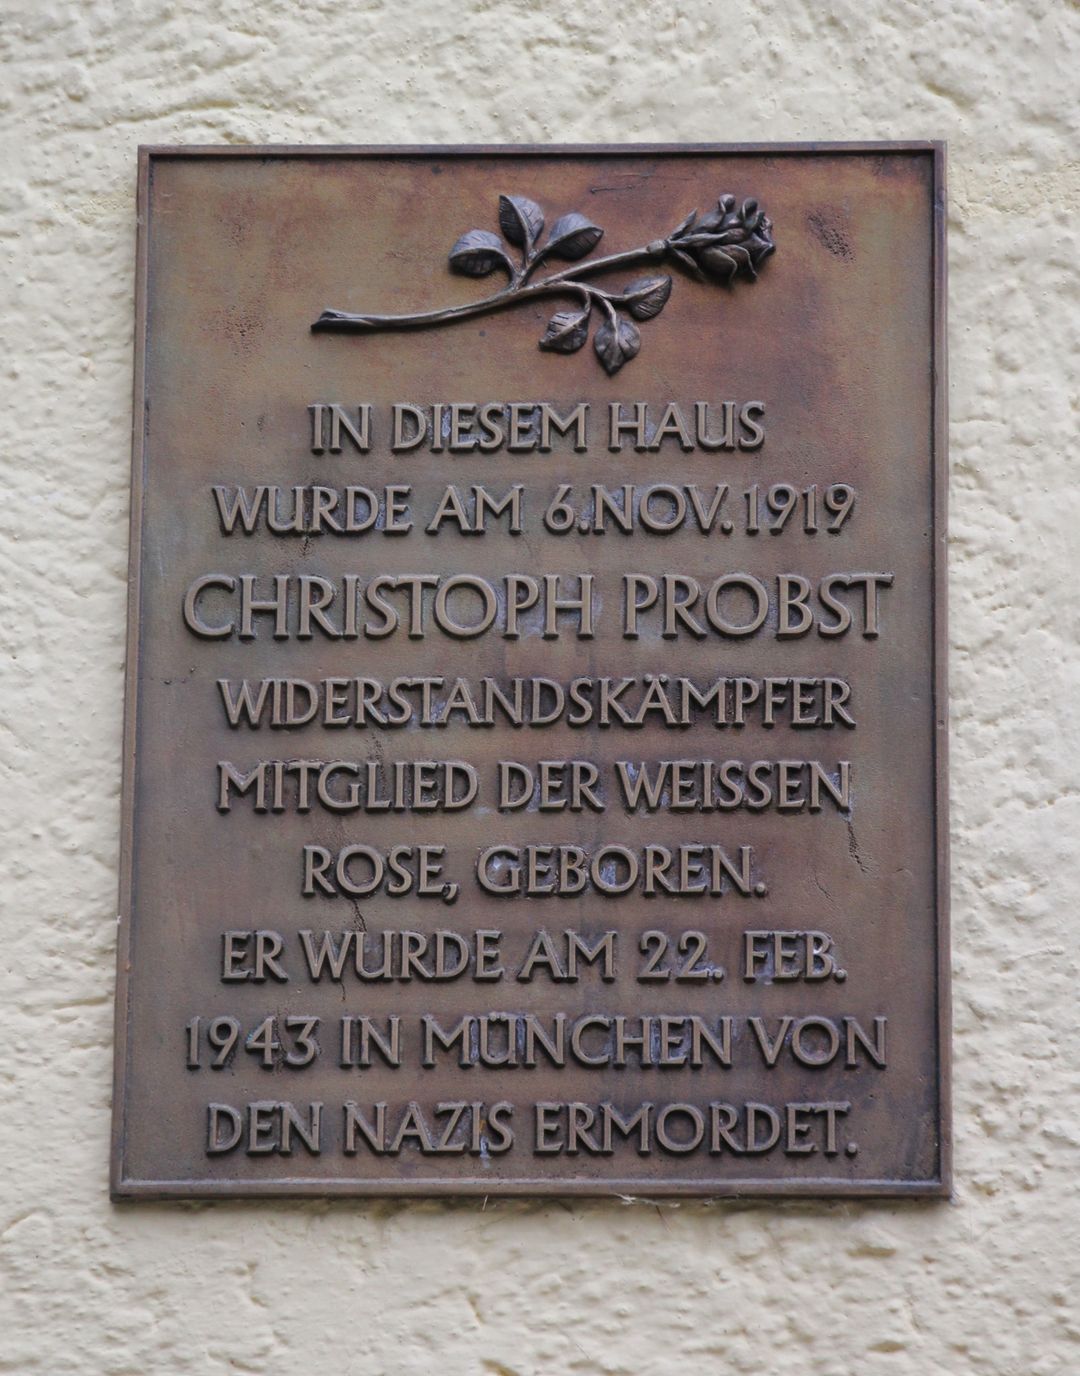 IN DIESEM HAUS
WURDE AM 6.NOV.1919
CHRISTOPH PROBST
WIDERSTANDSKÄMPFER
MITGLIED DER WEISSEN
ROSE, GEBOREN.
ER WURDE AM 22. FEB.
1943 IN MÜNCHEN VON
DEN NAZIS ERMORDET.